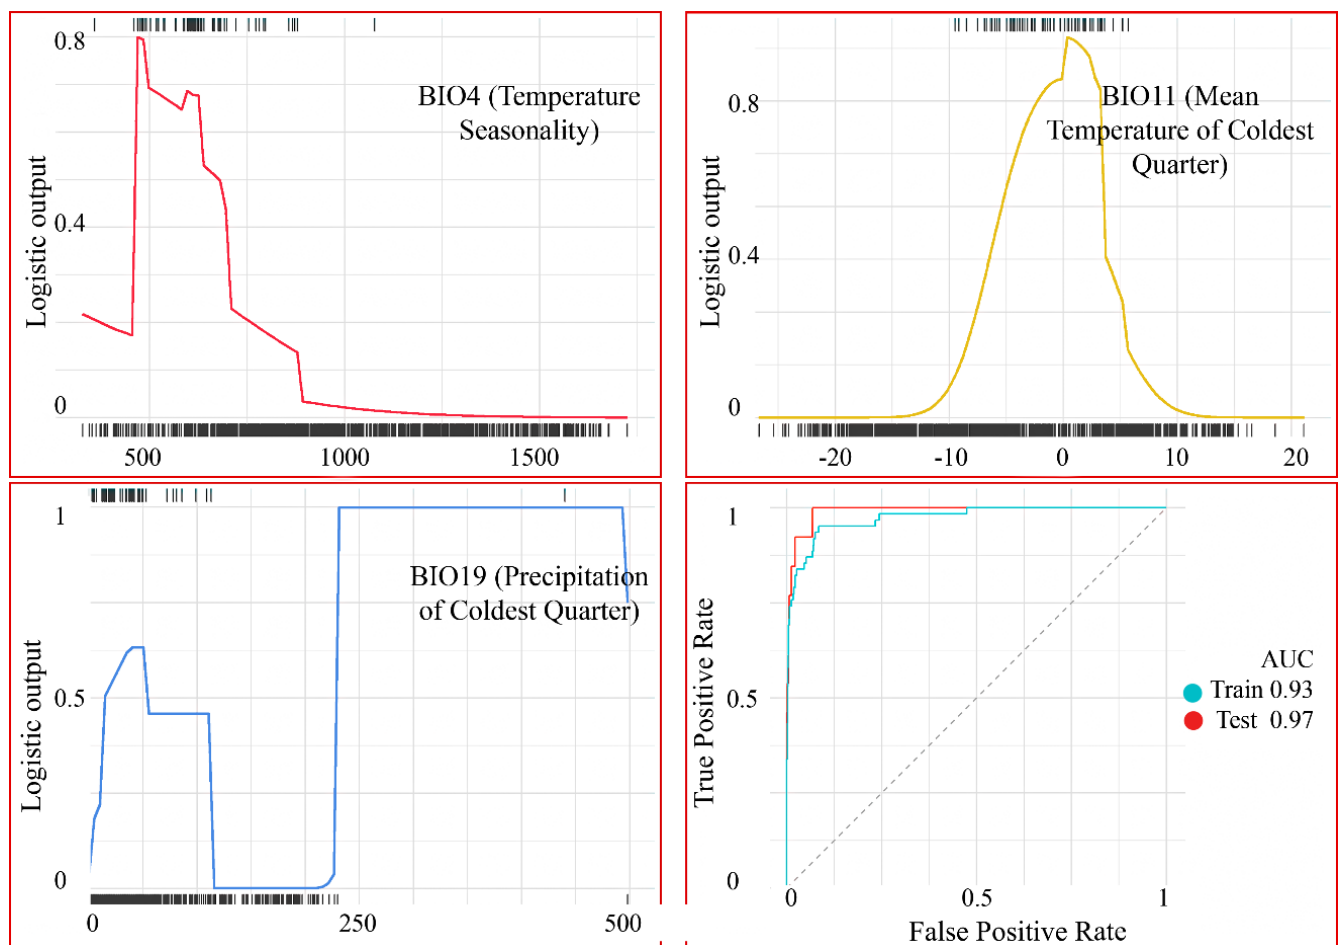 0.8
BIO4 (Temperature
Seasonality)
Logistic output
0.4
0
500
1000
1500
BIO11 (Mean
Temperature of Coldest
Quarter)
0.8
Logistic output
0.4
0
-20
-10
0
10
20
1
BIO19 (Precipitation
of Coldest Quarter)
Logistic output
0.5
0
0
250
500
1
True Positive Rate
0.5
AUC
Train 0.93
Test 0.97
0
0
0.5
1
False Positive Rate